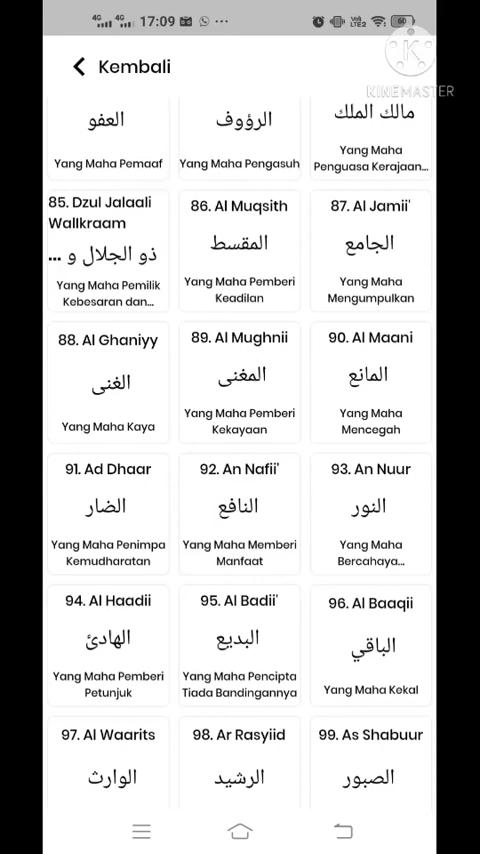 4G 4G 17:09
VoI LTE2 60
K
KINEMASTER
Kembali
العفو
Yang Maha Pemaaf
الرؤوف
Yang Maha Pengasuh
مالك الملك
Yang Maha
Penguasa Kerajaan...
85. Dzul Jalaali
Wallkraam
ذو الجلال و ...
Yang Maha Pemilik
Kebesaran dan...
86. Al Muqsith
المقسط
Yang Maha Pemberi
Keadilan
87. Al Jamii'
الجامع
Yang Maha
Mengumpulkan
88. Al Ghaniyy
الغنى
Yang Maha Kaya
89. Al Mughnii
المغنى
Yang Maha Pemberi
Kekayaan
90. Al Maani
المانع
Yang Maha
Mencegah
91. Ad Dhaar
الضار
Yang Maha Penimpa
Kemudharatan
92. An Nafii'
النافع
Yang Maha Memberi
Manfaat
93. An Nuur
النور
Yang Maha
Bercahaya...
94. Al Haadii
الهادئ
Yang Maha Pemberi
Petunjuk
95. Al Badii'
البديع
Yang Maha Pencipta
Tiada Bandingannya
96. Al Baaqii
الباقي
Yang Maha Kekal
97. Al Waarits
الوارث
98. Ar Rasyiid
الرشيد
99. As Shabuur
الصبور